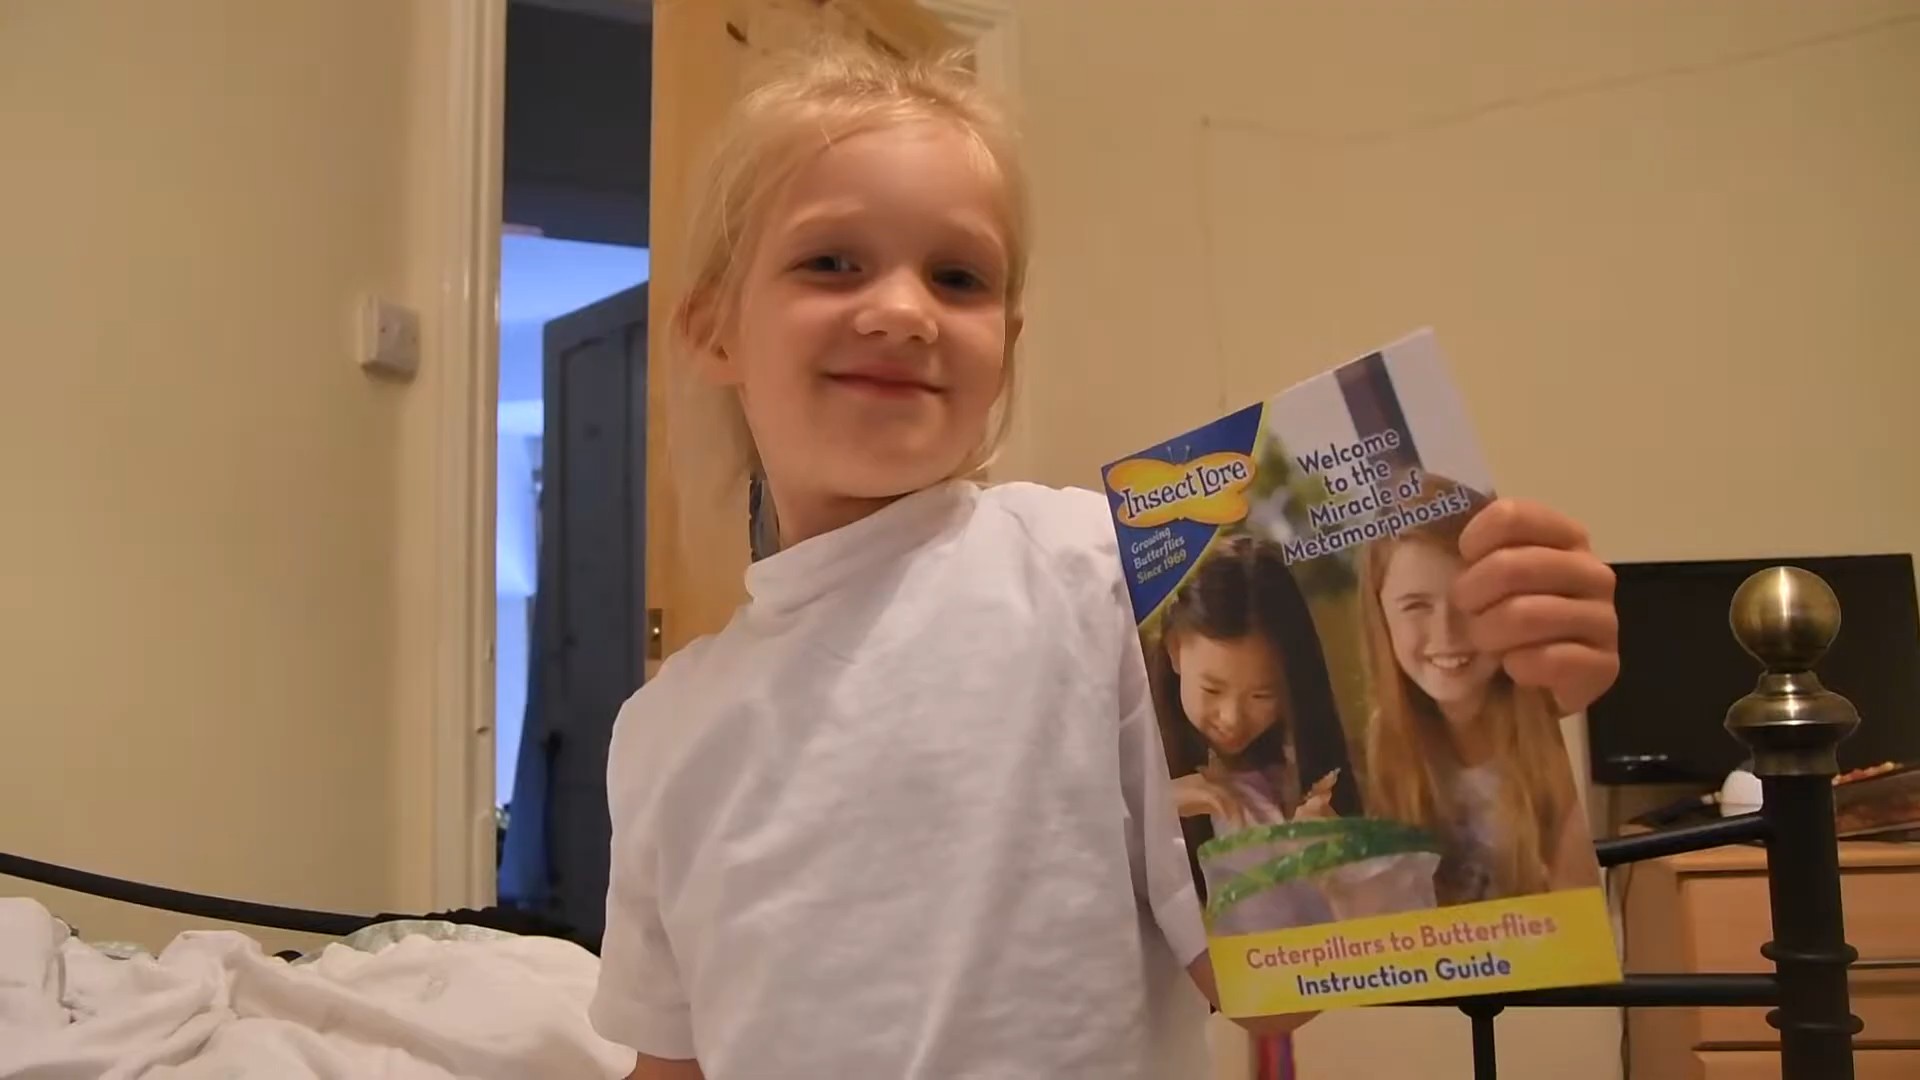 Insect Lore
Growing
Butterflies
Since 1969
Welcome
to the
Miracle of
Metamorphosis!
Caterpillars to Butterflies
Instruction Guide